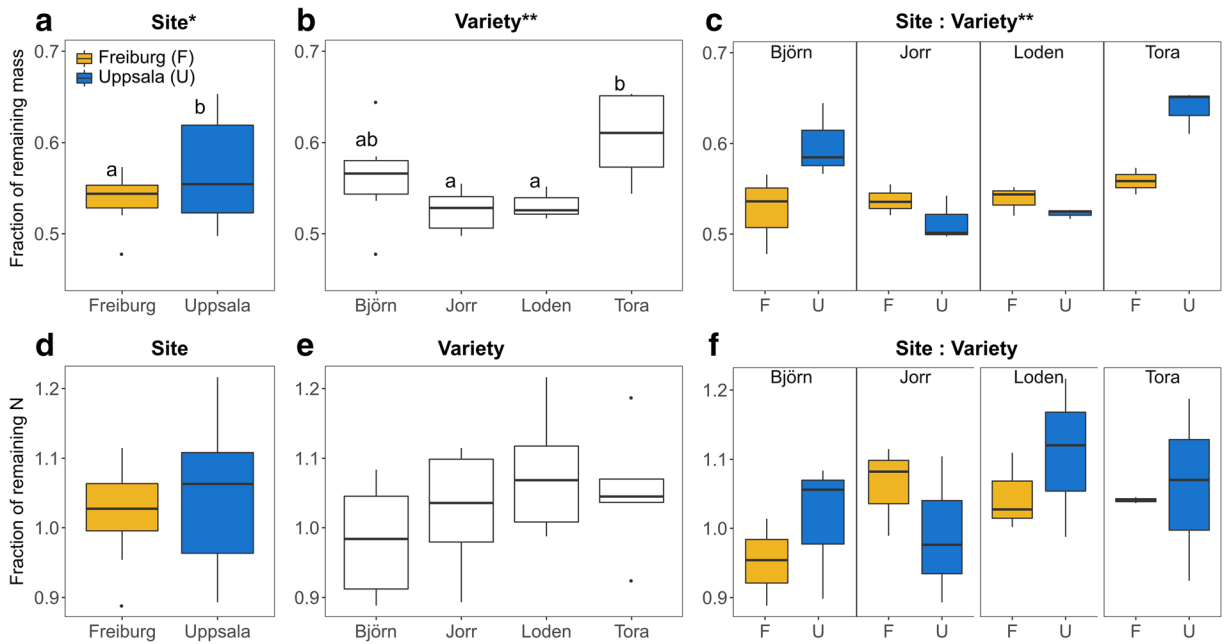 a Site*
Fraction of remaining mass
0.7
0.6
0.5
Freiburg (F)
Uppsala (U)
a
b
Freiburg Uppsala
b Variety**
0.7
0.6
0.5
ab
a
a
b
Björn Jorr Loden Tora
c Site : Variety**
Björn Jorr Loden Tora
0.7
0.6
0.5
F U F U F U F U
d Site
Fraction of remaining N
1.2
1.1
1.0
0.9
Freiburg Uppsala
e Variety
1.2
1.1
1.0
0.9
Björn Jorr Loden Tora
f Site : Variety
Björn Jorr Loden Tora
1.2
1.1
1.0
0.9
F U F U F U F U